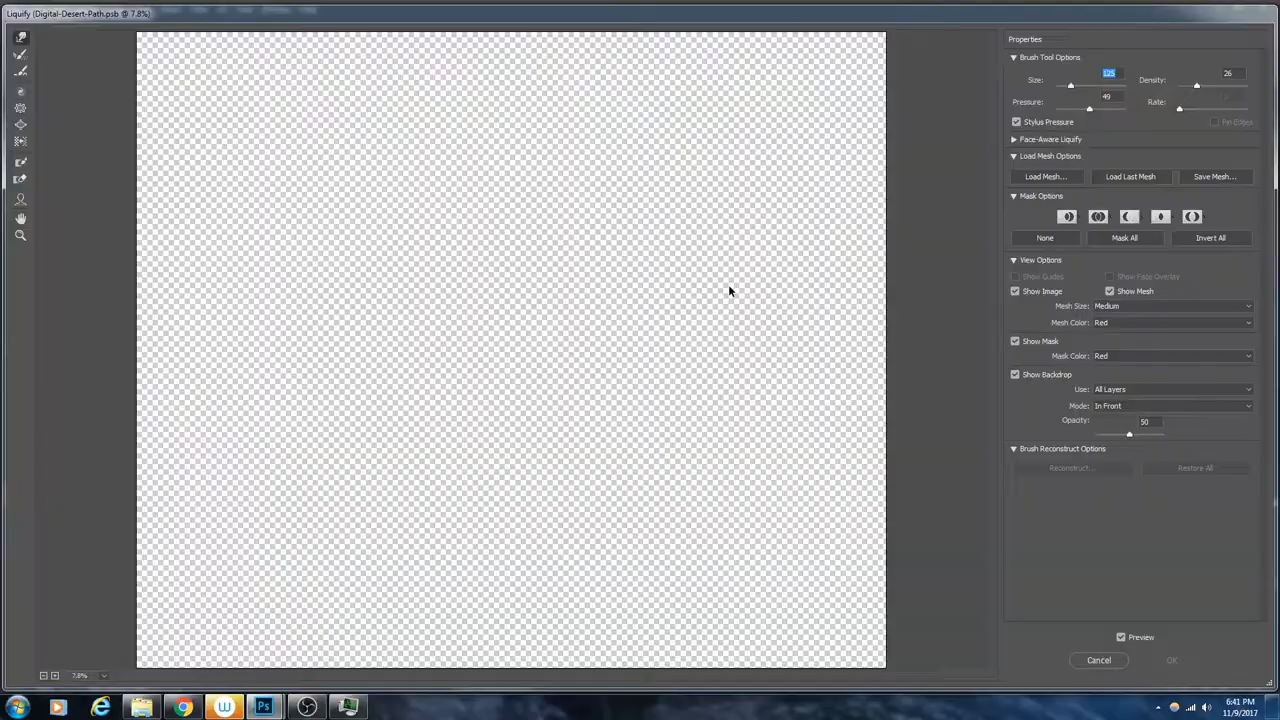 Liquify (Digital-Desert-Path.psb @ 7.8%)
Properties
Brush Tool Options
Size: 125 Density: 26
Pressure: 49 Rate:
Stylus Pressure Pin Edges
Face-Aware Liquify
Load Mesh Options
Load Mesh... Load Last Mesh Save Mesh...
Mask Options
None Mask All Invert All
View Options
Show Guides Show Face Overlay
Show Image Show Mesh
Mesh Size: Medium
Mesh Color: Red
Show Mask
Mask Color: Red
Show Backdrop
Use: All Layers
Mode: In Front
Opacity: 50
Brush Reconstruct Options
Reconstruct... Restore All
Preview
Cancel OK
7.8%
Ps
6:41 PM
11/9/2017